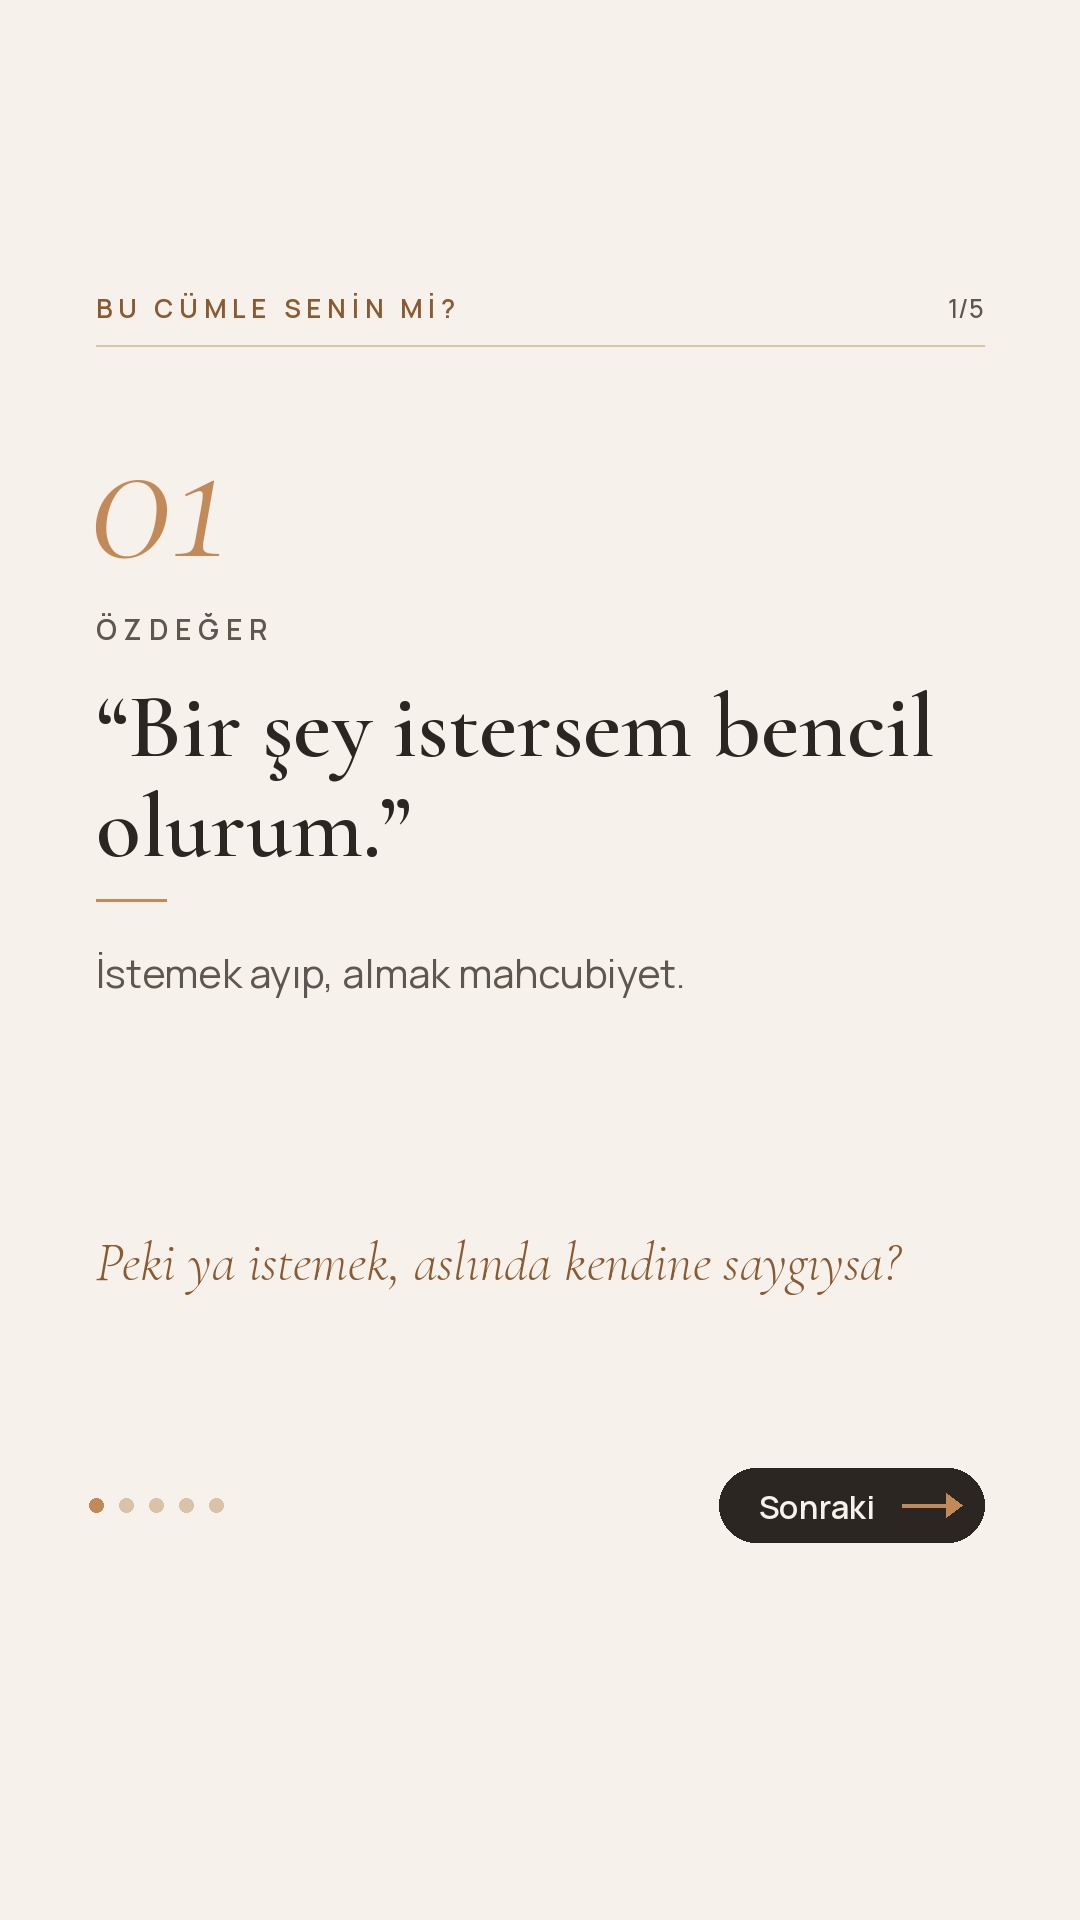 BU CÜMLE SENİN Mİ?
1/5
01
ÖZDEĞER
“Bir şey istersem bencil
olurum.”
İstemek ayıp, almak mahcubiyet.
Peki ya istemek, aslında kendine saygıysa?
Sonraki